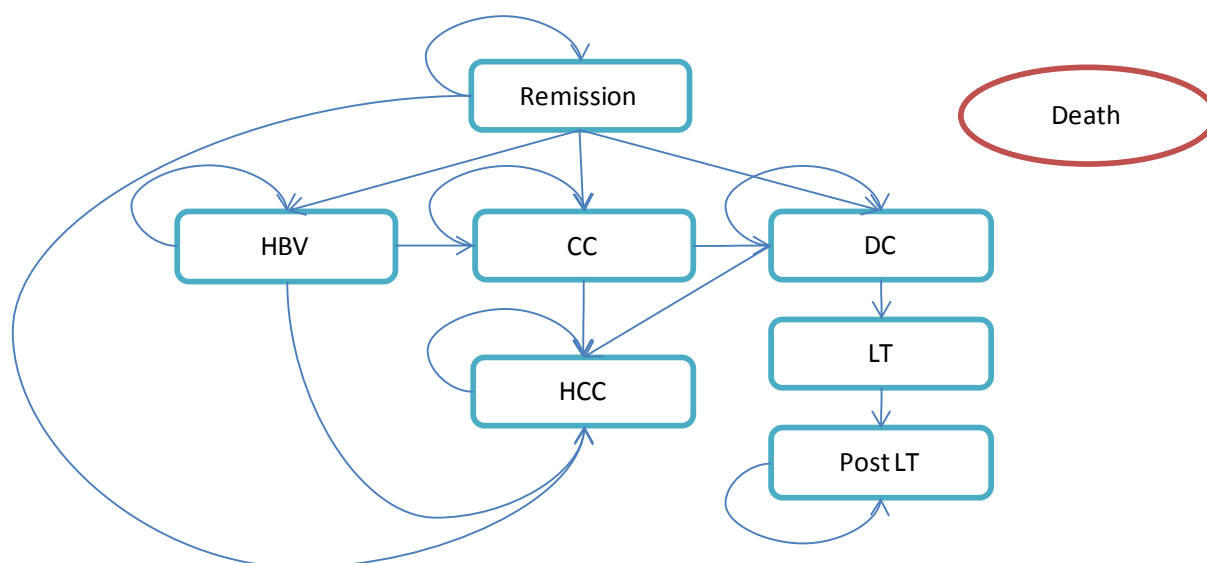 Remission
Death
HBV
CC
DC
LT
HCC
Post LT